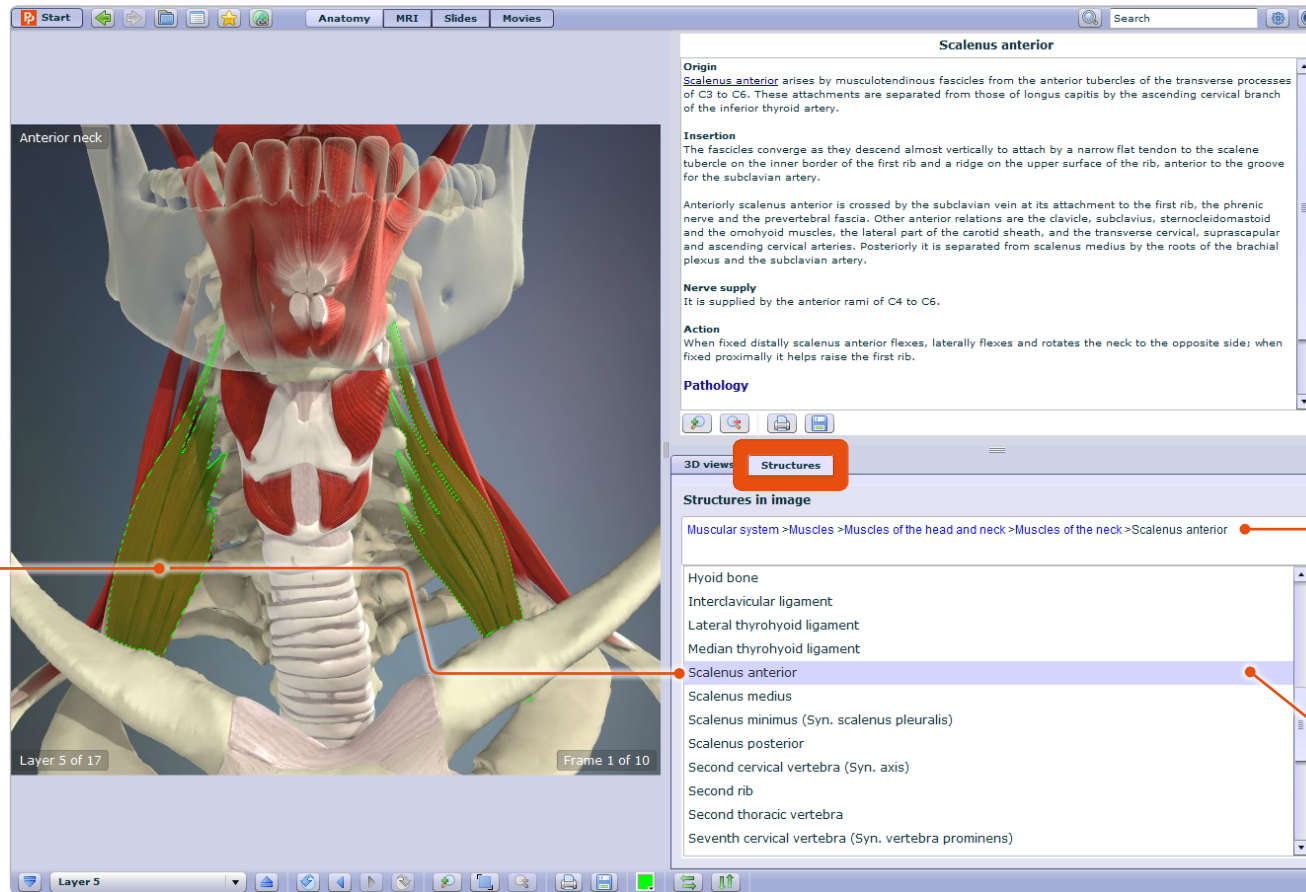 Start
Anatomy
MRI
Slides
Movies
Search
Anterior neck
Layer 5 of 17
Frame 1 of 10
Scalenus anterior
Origin
Scalenus anterior arises by musculotendinous fascicles from the anterior tubercles of the transverse processes
of C3 to C6. These attachments are separated from those of longus capitis by the ascending cervical branch
of the inferior thyroid artery.
Insertion
The fascicles converge as they descend almost vertically to attach by a narrow flat tendon to the scalene
tubercle on the inner border of the first rib and a ridge on the upper surface of the rib, anterior to the groove
for the subclavian artery.
Anteriorly scalenus anterior is crossed by the subclavian vein at its attachment to the first rib, the phrenic
nerve and the prevertebral fascia. Other anterior relations are the clavicle, subclavius, sternocleidomastoid
and the omohyoid muscles, the lateral part of the carotid sheath, and the transverse cervical, suprascapular
and ascending cervical arteries. Posteriorly it is separated from scalenus medius by the roots of the brachial
plexus and the subclavian artery.
Nerve supply
It is supplied by the anterior rami of C4 to C6.
Action
When fixed distally scalenus anterior flexes, laterally flexes and rotates the neck to the opposite side; when
fixed proximally it helps raise the first rib.
Pathology
3D views
Structures
Structures in image
Muscular system >Muscles >Muscles of the head and neck >Muscles of the neck >Scalenus anterior
Hyoid bone
Interclavicular ligament
Lateral thyrohyoid ligament
Median thyrohyoid ligament
Scalenus anterior
Scalenus medius
Scalenus minimus (Syn. scalenus pleuralis)
Scalenus posterior
Second cervical vertebra (Syn. axis)
Second rib
Second thoracic vertebra
Seventh cervical vertebra (Syn. vertebra prominens)
Layer 5